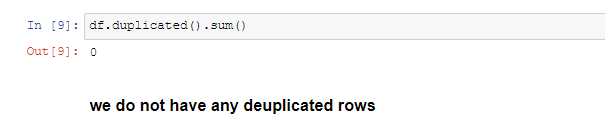 In [9]: df.duplicated().sum()
Out[9]: 0
we do not have any deuplicated rows